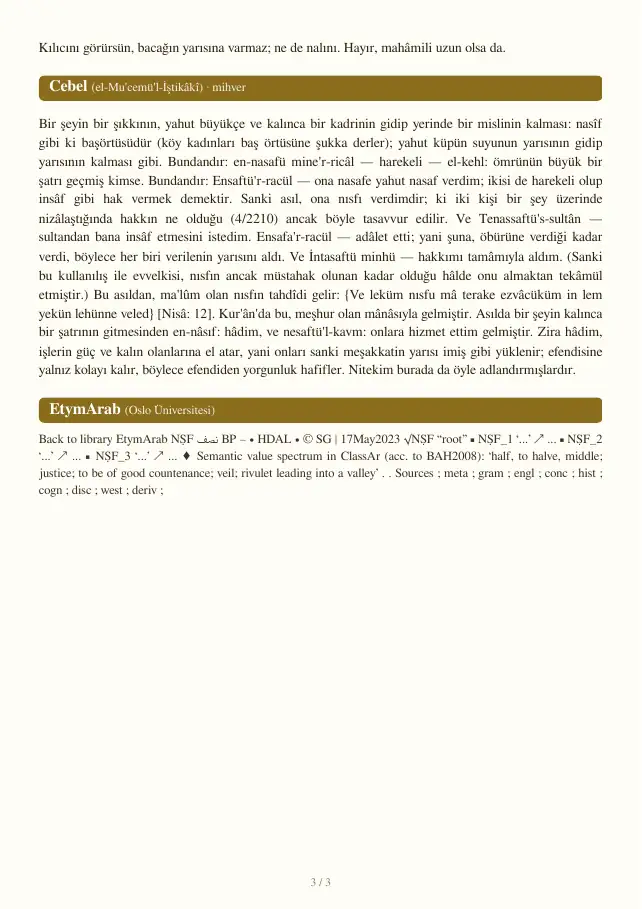 Kılıcını görürsün, bacağın yarısına varmaz; ne de nalını. Hayır, mahâmili uzun olsa da.
Cebel (el-Mu'cemü'l-İştikâkî) · mihver
Bir şeyin bir şıkkının, yahut büyükçe ve kalınca bir kadrinin gidip yerinde bir mislinin kalması: nasîf
gibi ki başörtüsüdür (köy kadınları baş örtüsüne şukka derler); yahut küpün suyunun yarısının gidip
yarısının kalması gibi. Bundandır: en-nasafü mine'r-ricâl — harekeli — el-kehl: ömrünün büyük bir
şatrı geçmiş kimse. Bundandır: Ensaftü'r-racül — ona nasafe yahut nasaf verdim; ikisi de harekeli olup
insâf gibi hak vermek demektir. Sanki asıl, ona nısfı verdimdir; ki iki kişi bir şey üzerinde
nizâlaştığında hakkın ne olduğu (4/2210) ancak böyle tasavvur edilir. Ve Tenassaftü's-sultân —
sultandan bana insâf etmesini istedim. Ensafa'r-racül — adâlet etti; yani şuna, öbürüne verdiği kadar
verdi, böylece her biri verilenin yarısını aldı. Ve İntasaftü minhü — hakkımı tamâmıyla aldım. (Sanki
bu kullanılış ile evvelkisi, nısfın ancak müstahak olunan kadar olduğu hâlde onu almaktan tekâmül
etmiştir.) Bu asıldan, ma'lûm olan nısfın tahdîdi gelir: {Ve leküm nısfu mâ terake ezvâcüküm in lem
yekün lehünne veled} [Nisâ: 12]. Kur'ân'da bu, meşhur olan mânâsıyla gelmiştir. Asılda bir şeyin kalınca
bir şatrının gitmesinden en-nâsıf: hâdim, ve nesaftü'l-kavm: onlara hizmet ettim gelmiştir. Zira hâdim,
işlerin güç ve kalın olanlarına el atar, yani onları sanki meşakkatin yarısı imiş gibi yüklenir; efendisine
yalnız kolayı kalır, böylece efendiden yorgunluk hafifler. Nitekim burada da öyle adlandırmışlardır.
EtymArab (Oslo Üniversitesi)
Back to library EtymArab NṢF نصف BP – • HDAL • © SG | 17May2023 √NṢF “root” ▪ NṢF_1 ‘...’ ↗ ... ▪ NṢF_2
‘...’ ↗ ... ▪ NṢF_3 ‘...’ ↗ ... ♦ Semantic value spectrum in ClassAr (acc. to BAH2008): ‘half, to halve, middle;
justice; to be of good countenance; veil; rivulet leading into a valley’ . . Sources ; meta ; gram ; engl ; conc ; hist ;
cogn ; disc ; west ; deriv ;
3 / 3